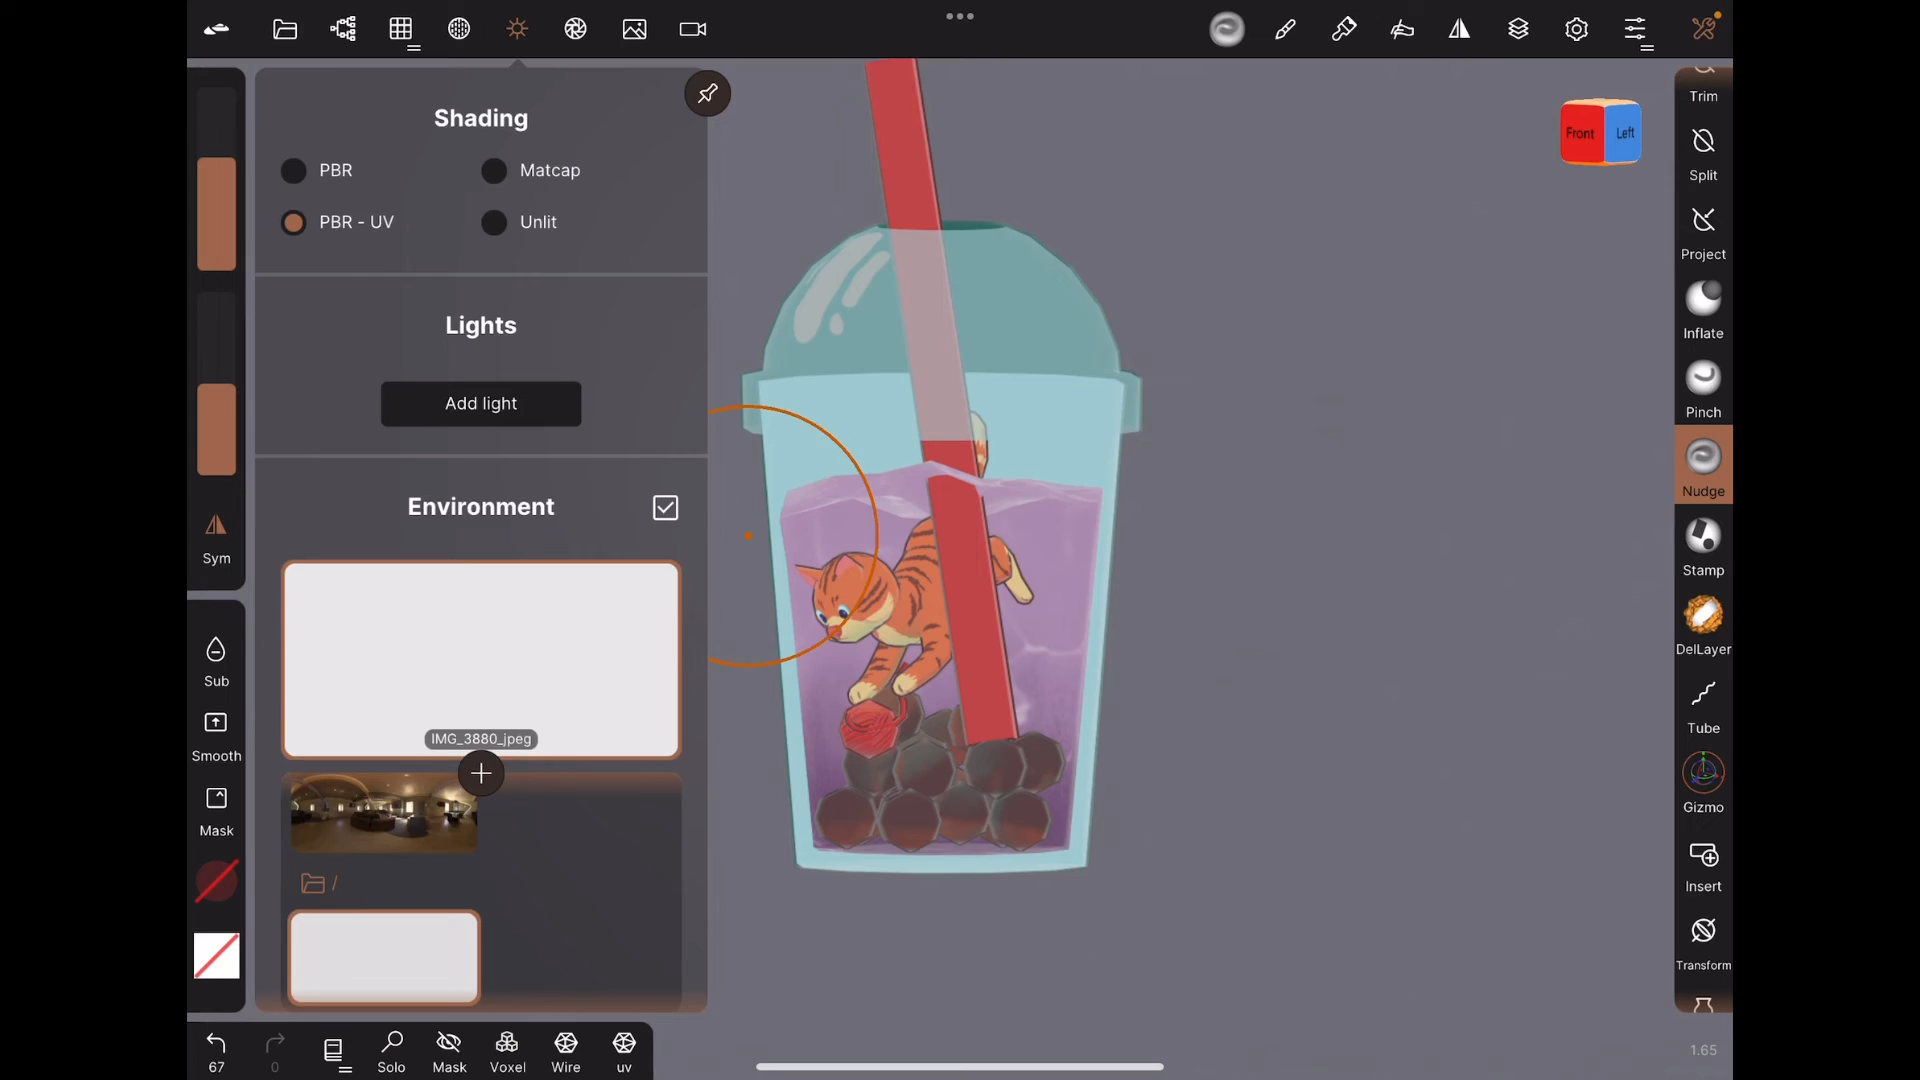 Shading
PBR
Matcap
PBR - UV
Unlit
Lights
Add light
Environment
IMG_3880_jpeg
/
Sym
Sub
Smooth
Mask
67
0
Solo
Mask
Voxel
Wire
uv
Front
Left
Trim
Split
Project
Inflate
Pinch
Nudge
Stamp
DelLayer
Tube
Gizmo
Insert
Transform
1.65